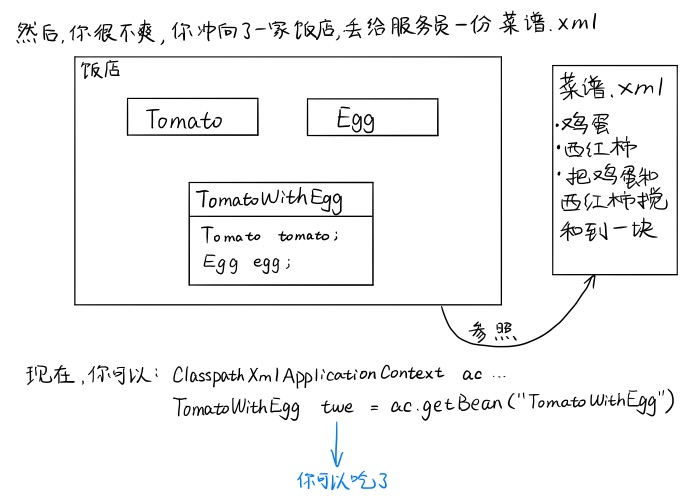 然后,你很不爽,你冲向了一家饭店,丢给服务员一份菜谱.xml
饭店
Tomato
Egg
TomatoWithEgg
Tomato tomato;
Egg egg;
菜谱.xml
·鸡蛋
·西红柿
·把鸡蛋和
西红柿搅
和到一块
参照
现在,你可以: ClasspathXmlApplicationContext ac ...
TomatoWithEgg twe = ac.getBean("TomatoWithEgg")
你可以吃了